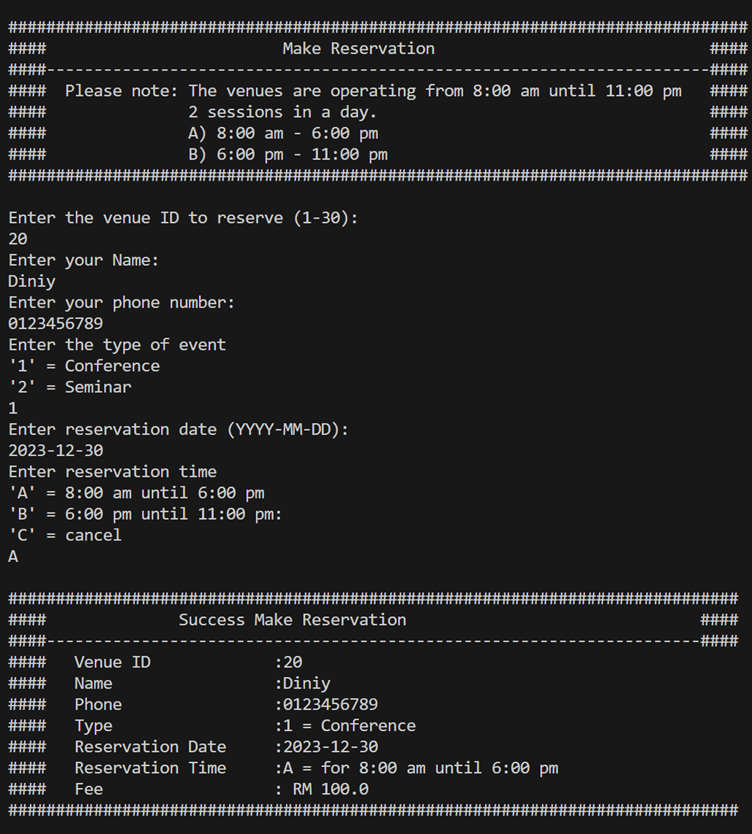 ##############################################################################
####                         Make Reservation                             ####
####----------------------------------------------------------------------####
####  Please note: The venues are operating from 8:00 am until 11:00 pm   ####
####               2 sessions in a day.                                   ####
####               A) 8:00 am - 6:00 pm                                   ####
####               B) 6:00 pm - 11:00 pm                                  ####
##############################################################################
Enter the venue ID to reserve (1-30):
20
Enter your Name:
Diniy
Enter your phone number:
0123456789
Enter the type of event
'1' = Conference
'2' = Seminar
1
Enter reservation date (YYYY-MM-DD):
2023-12-30
Enter reservation time
'A' = 8:00 am until 6:00 pm
'B' = 6:00 pm until 11:00 pm:
'C' = cancel
A
#############################################################################
####              Success Make Reservation                               ####
####---------------------------------------------------------------------####
####   Venue ID             :20
####   Name                 :Diniy
####   Phone                :0123456789
####   Type                 :1 = Conference
####   Reservation Date     :2023-12-30
####   Reservation Time     :A = for 8:00 am until 6:00 pm
####   Fee                  : RM 100.0
#############################################################################